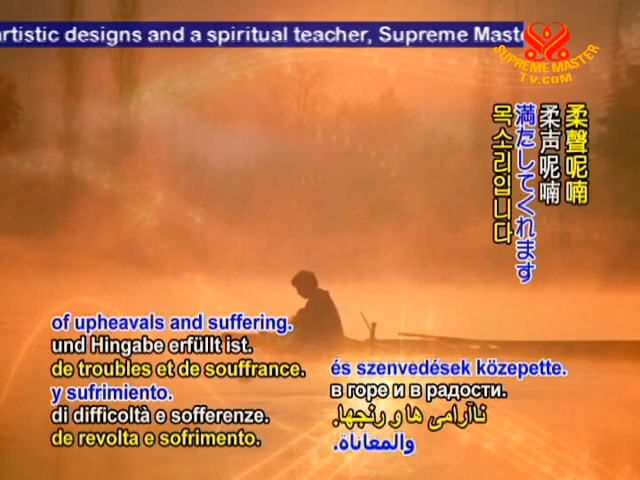 artistic designs and a spiritual teacher, Supreme Maste
SUPREME MASTER
TV.COM
柔聲呢喃
柔声呢喃
満たしてくれます
목소리입니다
of upheavals and suffering.
und Hingabe erfüllt ist.
de troubles et de souffrance.
y sufrimiento.
di difficoltà e sofferenze.
de revolta e sofrimento.
és szenvedések közepette.
в горе и в радости.
ناآرامی ها و رنجها.
والمعاناة.